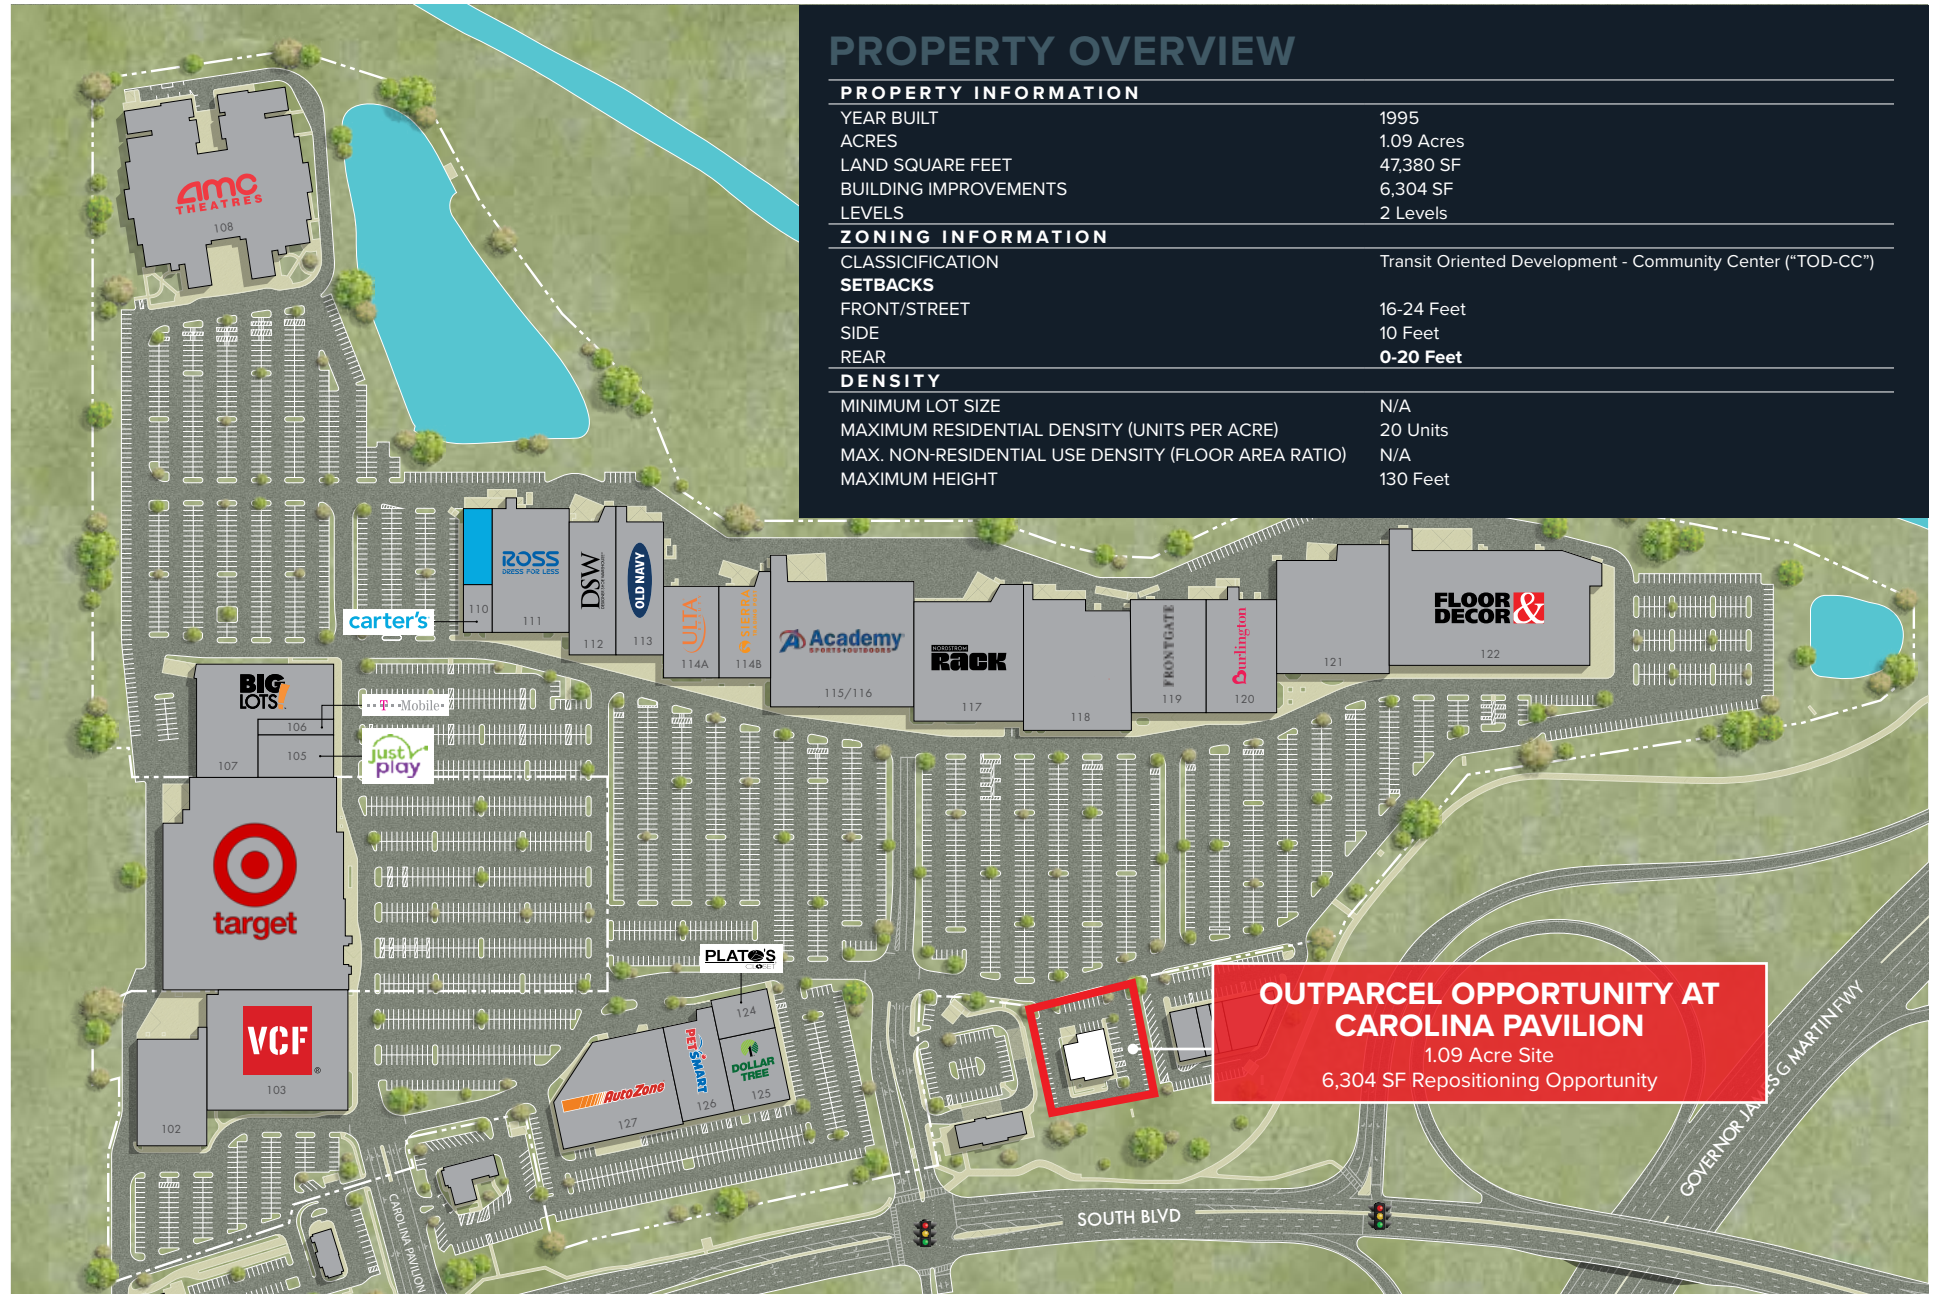 PROPERTY OVERVIEW
PROPERTY INFORMATION
YEAR BUILT 1995
ACRES 1.09 Acres
LAND SQUARE FEET 47,380 SF
BUILDING IMPROVEMENTS 6,304 SF
LEVELS 2 Levels
ZONING INFORMATION
CLASSICIFICATION Transit Oriented Development - Community Center (“TOD-CC”)
SETBACKS
FRONT/STREET 16-24 Feet
SIDE 10 Feet
REAR 0-20 Feet
DENSITY
MINIMUM LOT SIZE N/A
MAXIMUM RESIDENTIAL DENSITY (UNITS PER ACRE) 20 Units
MAX. NON-RESIDENTIAL USE DENSITY (FLOOR AREA RATIO) N/A
MAXIMUM HEIGHT 130 Feet
amc
THEATRES
108
carter's
110
ROSS
DRESS FOR LESS
111
DSW
112
OLD NAVY
113
ULTA
114A
SIERRA
114B
Academy
SPORTS+OUTDOORS
115/116
NORDSTROM
rack
117
118
FRONTGATE
119
Burlington
120
121
FLOOR &
DECOR
122
BIG
LOTS!
107
106
T Mobile
105
just
play
target
VCF
®
103
102
PLATO'S
CLOSET
124
DOLLAR
TREE
125
PETSMART
126
AutoZone
127
OUTPARCEL OPPORTUNITY AT
CAROLINA PAVILION
1.09 Acre Site
6,304 SF Repositioning Opportunity
GOVERNOR JAMES G MARTIN FWY
SOUTH BLVD
CAROLINA PAVILION